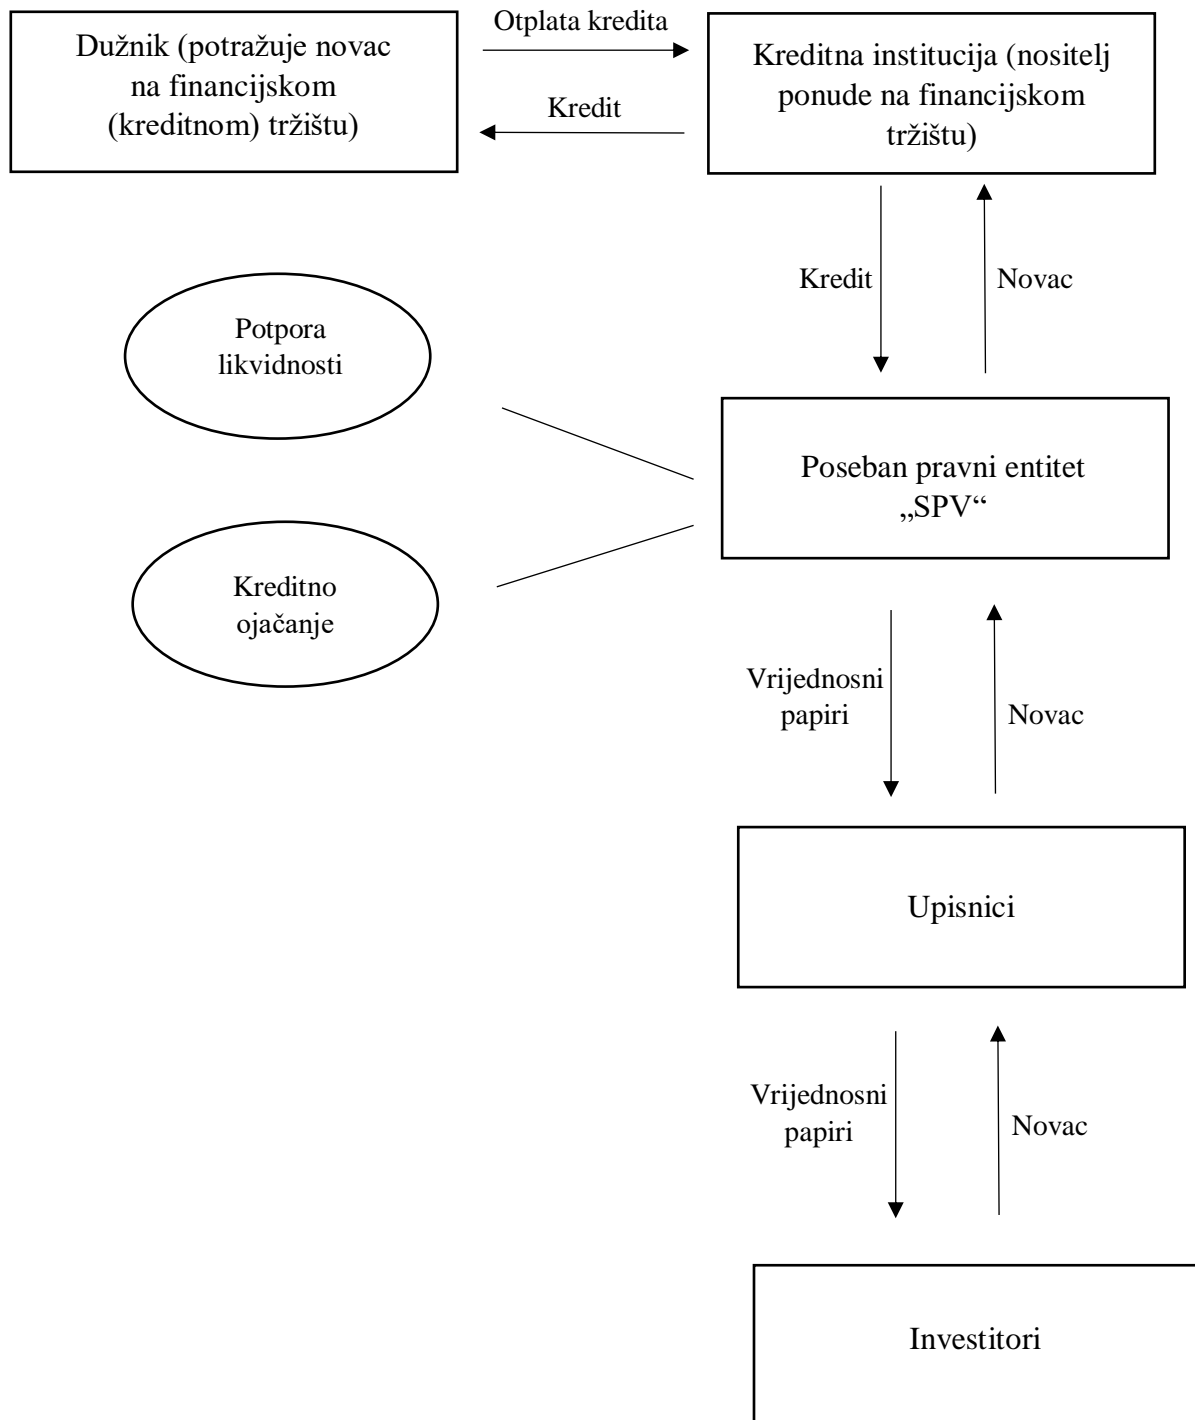 Dužnik (potražuje novac
na financijskom
(kreditnom) tržištu)
Otplata kredita
Kredit
Kreditna institucija (nositelj
ponude na financijskom
tržištu)
Kredit
Novac
Potpora
likvidnosti
Poseban pravni entitet
„SPV“
Kreditno
ojačanje
Vrijednosni
papiri
Novac
Upisnici
Vrijednosni
papiri
Novac
Investitori